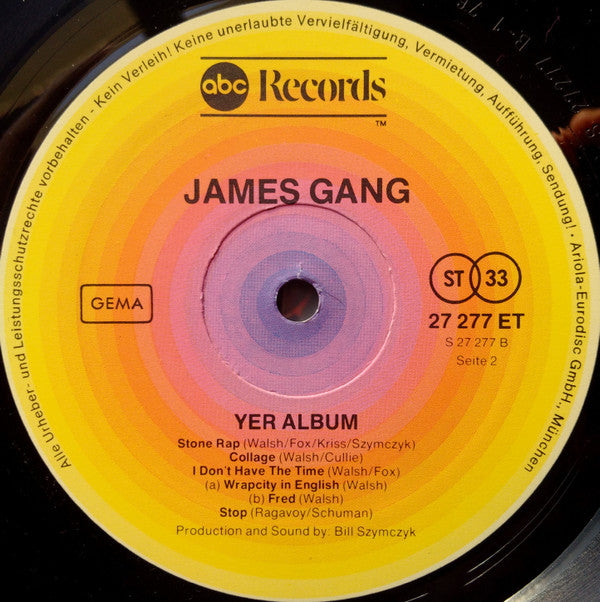 Alle Urheber- und Leistungsschutzrechte vorbehalten - Kein Verleih! Keine unerlaubte Vervielfältigung, Vermietung, Aufführung, Sendung! • Ariola-Eurodisc GmbH., München
abc Records
TM
JAMES GANG
GEMA
ST 33
27 277 ET
S 27 277 B
Seite 2
YER ALBUM
Stone Rap (Walsh/Fox/Kriss/Szymczyk)
Collage (Walsh/Cullie)
I Don't Have The Time (Walsh/Fox)
(a) Wrapcity in English (Walsh)
(b) Fred (Walsh)
Stop (Ragavoy/Schuman)
Production and Sound by: Bill Szymczyk